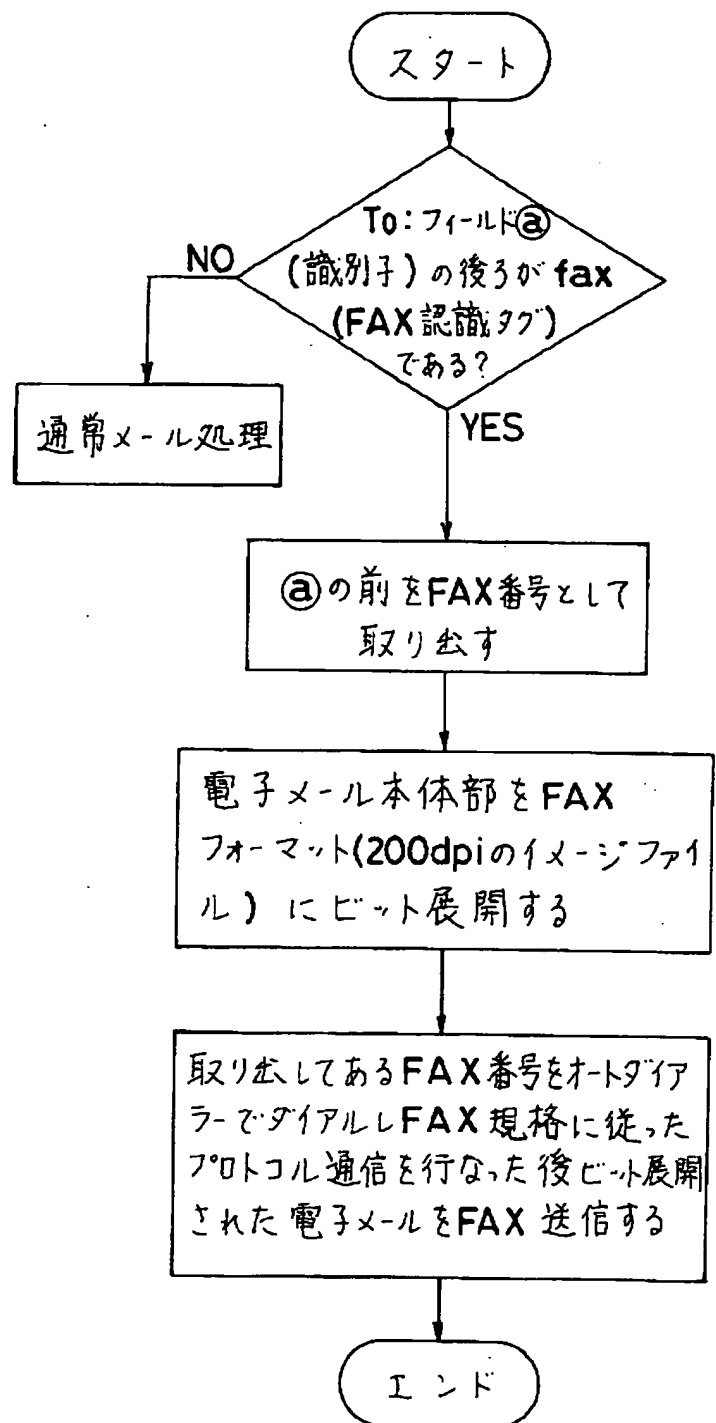 スタート
To:フィールドⓐ
(識別子)の後ろがfax
(FAX認識タグ)
である?
NO
YES
通常メール処理
ⓐの前をFAX番号として
取り出す
電子メール本体部をFAX
フォーマット(200dpiのイメージファイ
ル)にビット展開する
取り出してあるFAX番号をオートダイア
ラーでダイアルしFAX規格に従った
プロトコル通信を行なった後ビット展開
された電子メールをFAX送信する
エンド